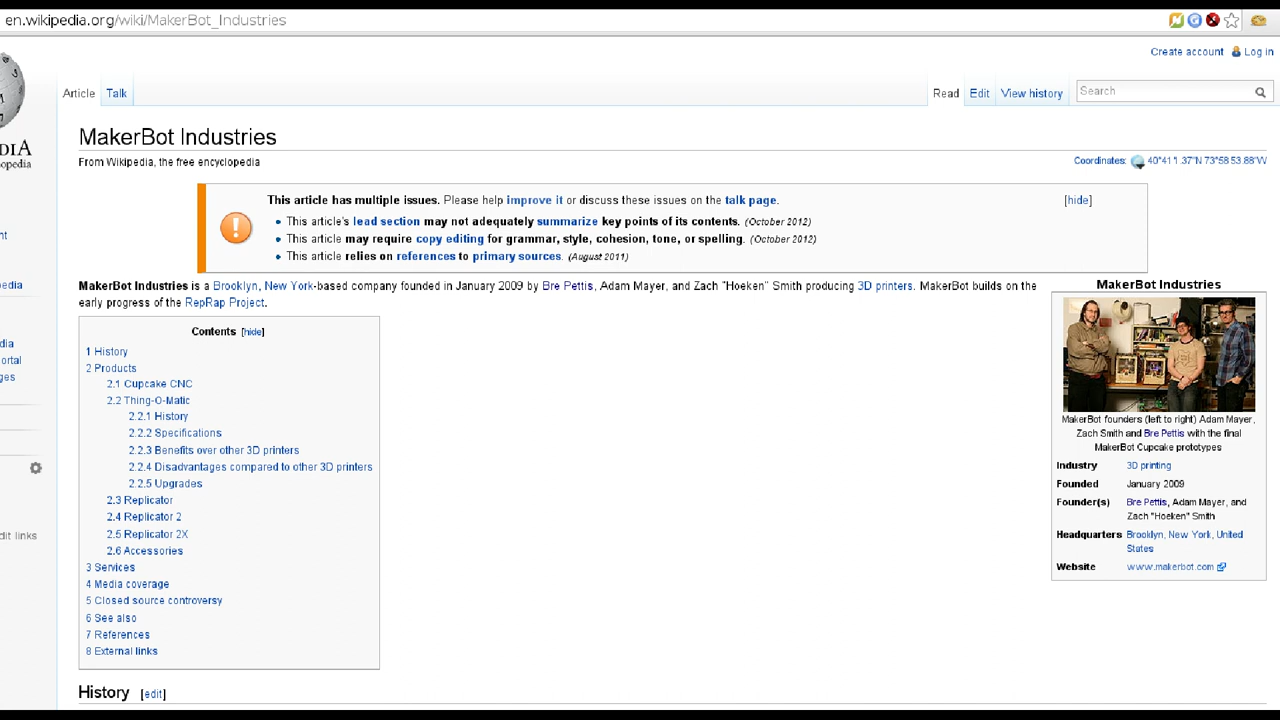 en.wikipedia.org/wiki/MakerBot_Industries
Create account Log in
Article Talk Read Edit View history Search
MakerBot Industries
From Wikipedia, the free encyclopedia
Coordinates: 40°41′1.37″N 73°58′53.88″W
This article has multiple issues. Please help improve it or discuss these issues on the talk page. [hide]
This article's lead section may not adequately summarize key points of its contents. (October 2012)
This article may require copy editing for grammar, style, cohesion, tone, or spelling. (October 2012)
This article relies on references to primary sources. (August 2011)
MakerBot Industries is a Brooklyn, New York-based company founded in January 2009 by Bre Pettis, Adam Mayer, and Zach "Hoeken" Smith producing 3D printers. MakerBot builds on the
early progress of the RepRap Project.
Contents [hide]
1 History
2 Products
2.1 Cupcake CNC
2.2 Thing-O-Matic
2.2.1 History
2.2.2 Specifications
2.2.3 Benefits over other 3D printers
2.2.4 Disadvantages compared to other 3D printers
2.2.5 Upgrades
2.3 Replicator
2.4 Replicator 2
2.5 Replicator 2X
2.6 Accessories
3 Services
4 Media coverage
5 Closed source controversy
6 See also
7 References
8 External links
MakerBot Industries
MakerBot founders (left to right) Adam Mayer,
Zach Smith and Bre Pettis with the final
MakerBot Cupcake prototypes
Industry 3D printing
Founded January 2009
Founder(s) Bre Pettis, Adam Mayer, and
Zach "Hoeken" Smith
Headquarters Brooklyn, New York, United
States
Website www.makerbot.com
History [edit]